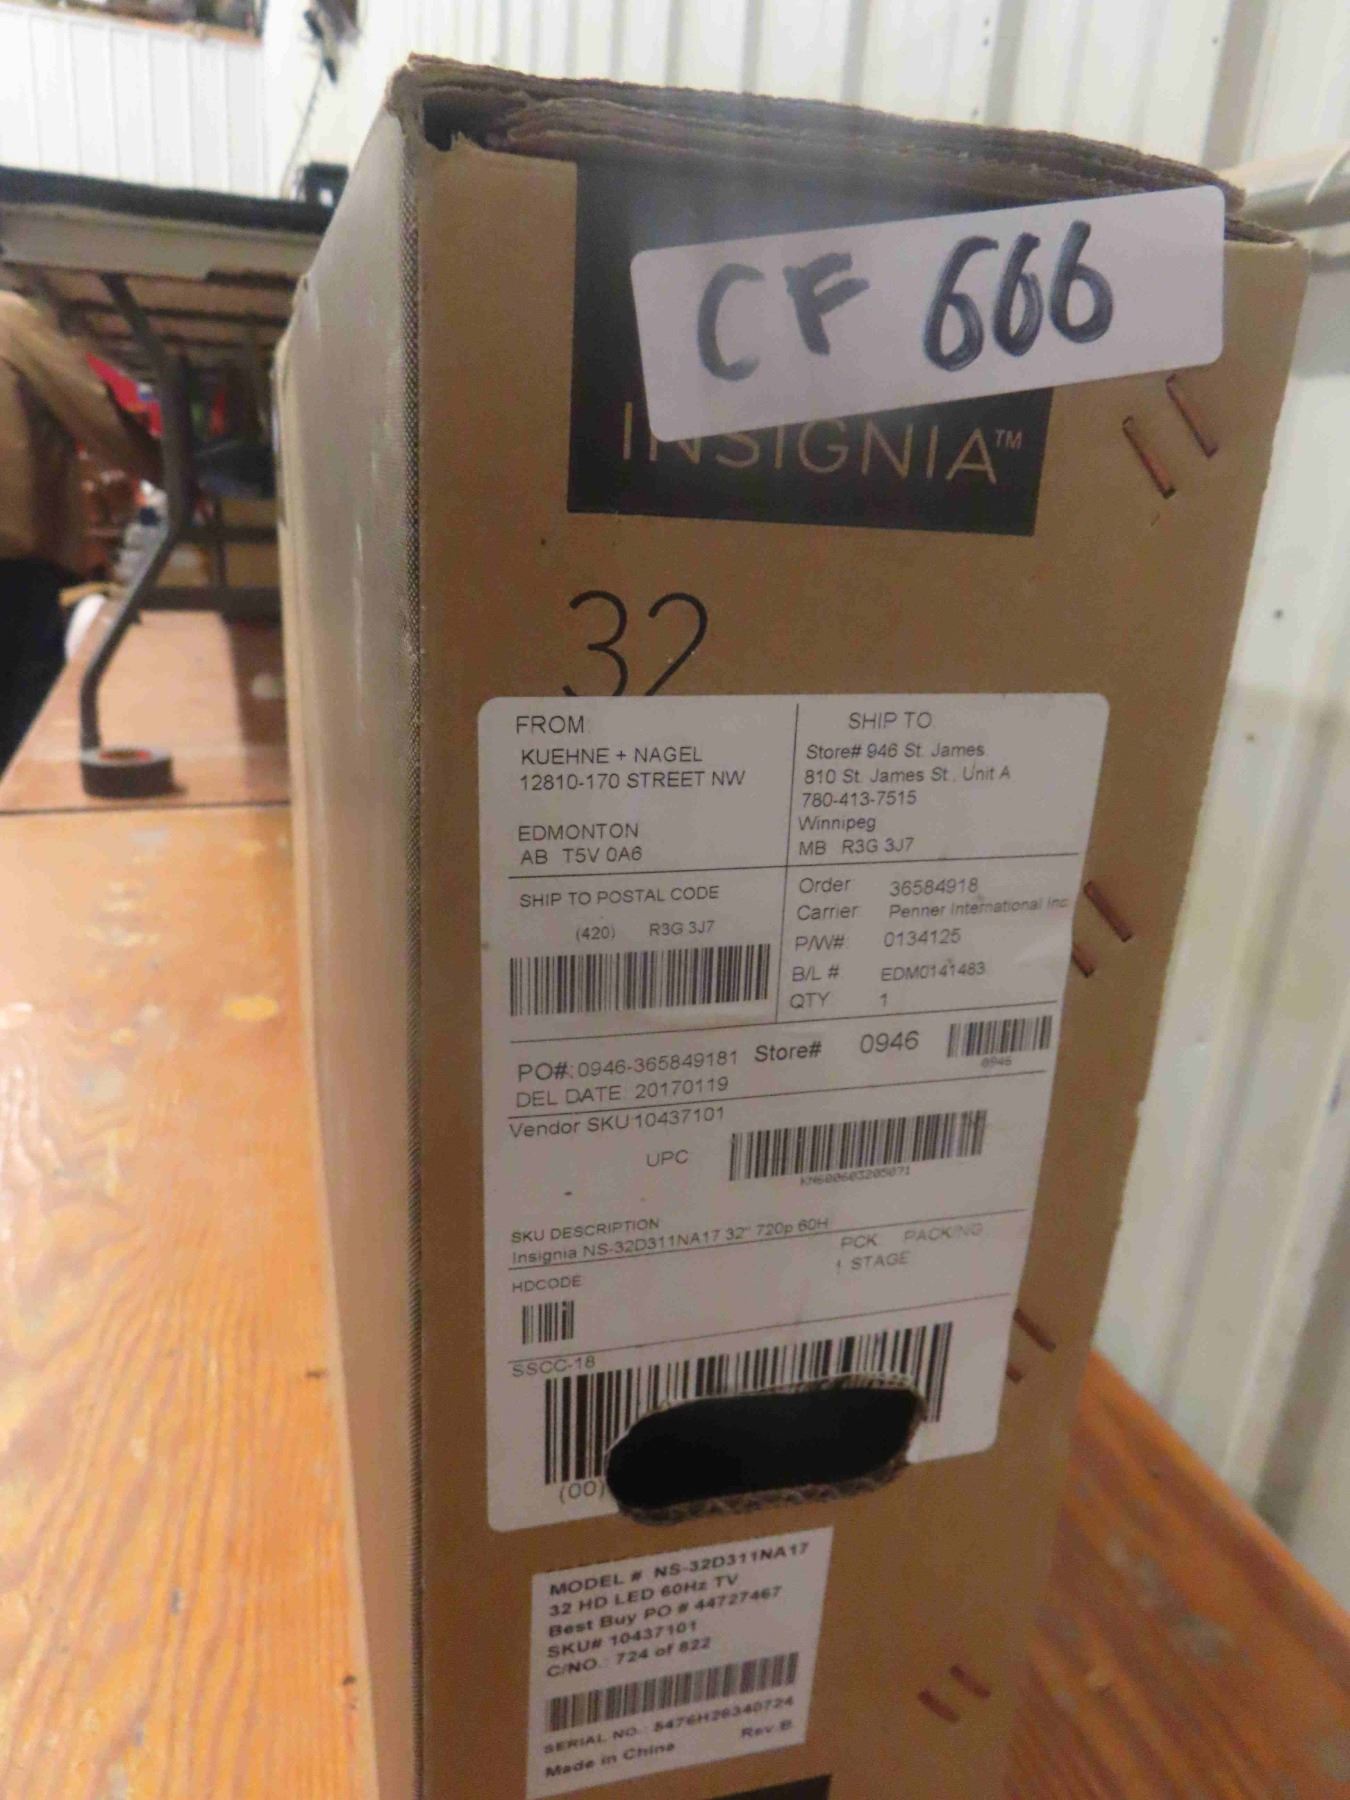 CF 666
INSIGNIA™
32
FROM:
KUEHNE + NAGEL
12810-170 STREET NW
EDMONTON
AB T5V 0A6
SHIP TO
Store# 946 St. James
810 St. James St., Unit A
780-413-7515
Winnipeg
MB R3G 3J7
SHIP TO POSTAL CODE
(420) R3G 3J7
Order: 36584918
Carrier: Penner International Inc
P/W#: 0134125
B/L # EDM0141483
QTY 1
PO#: 0946-365849181 Store# 0946
0946
DEL DATE: 20170119
Vendor SKU 10437101
UPC
KN600603205071
SKU DESCRIPTION
Insignia NS-32D311NA17 32" 720p 60H
PCK PACKING
1 STAGE
HDCODE
SSCC-18
(00)
MODEL # NS-32D311NA17
32 HD LED 60Hz TV
Best Buy PO # 44727467
SKU# 10437101
C/NO.: 724 of 822
SERIAL NO.: 5476H26340724
Made in China Rev.B